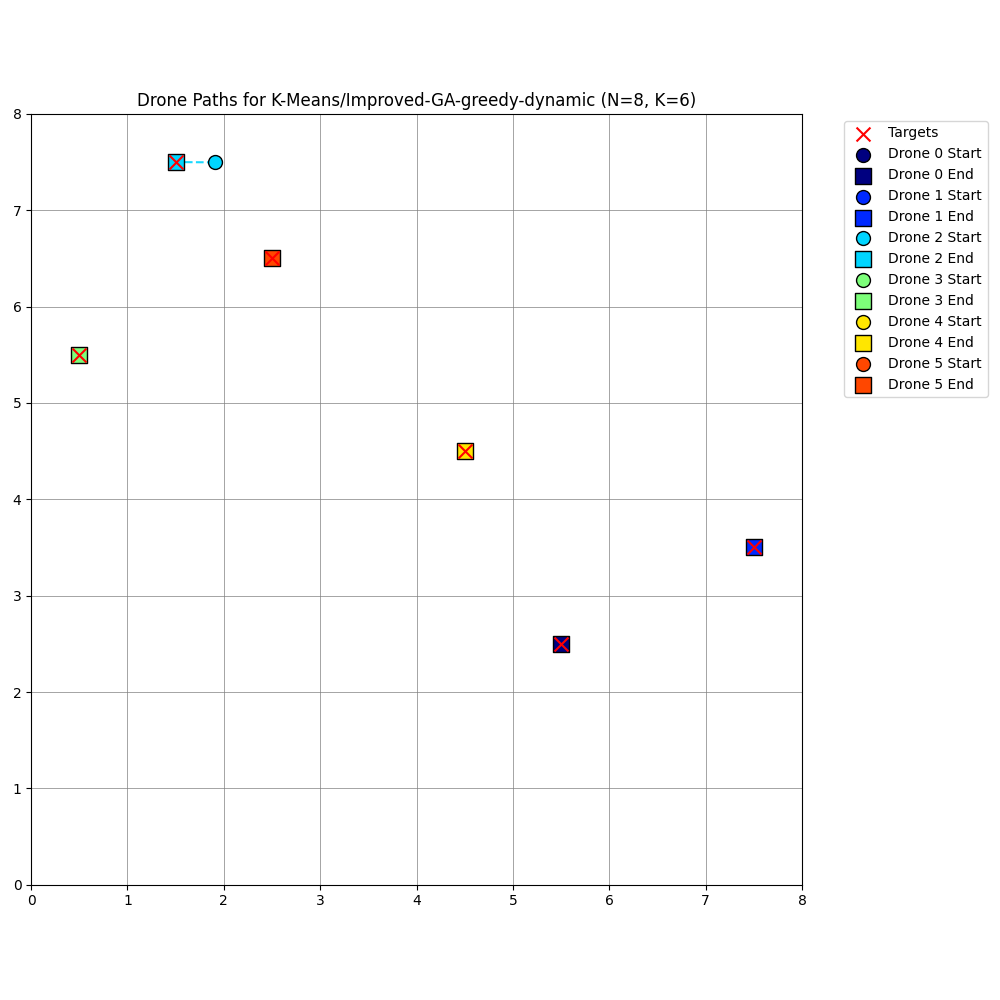 Drone Paths for K-Means/Improved-GA-greedy-dynamic (N=8, K=6)
Targets
Drone 0 Start
Drone 0 End
Drone 1 Start
Drone 1 End
Drone 2 Start
Drone 2 End
Drone 3 Start
Drone 3 End
Drone 4 Start
Drone 4 End
Drone 5 Start
Drone 5 End
8
7
6
5
4
3
2
1
0
0 1 2 3 4 5 6 7 8